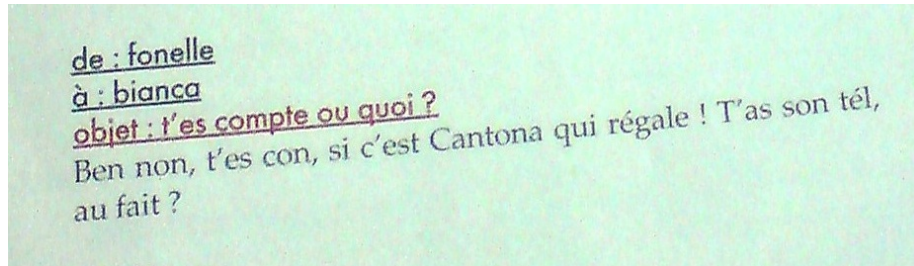 de : fonelle
à : bianca
objet : t'es compte ou quoi ?
Ben non, t'es con, si c'est Cantona qui régale ! T'as son tél,
au fait ?